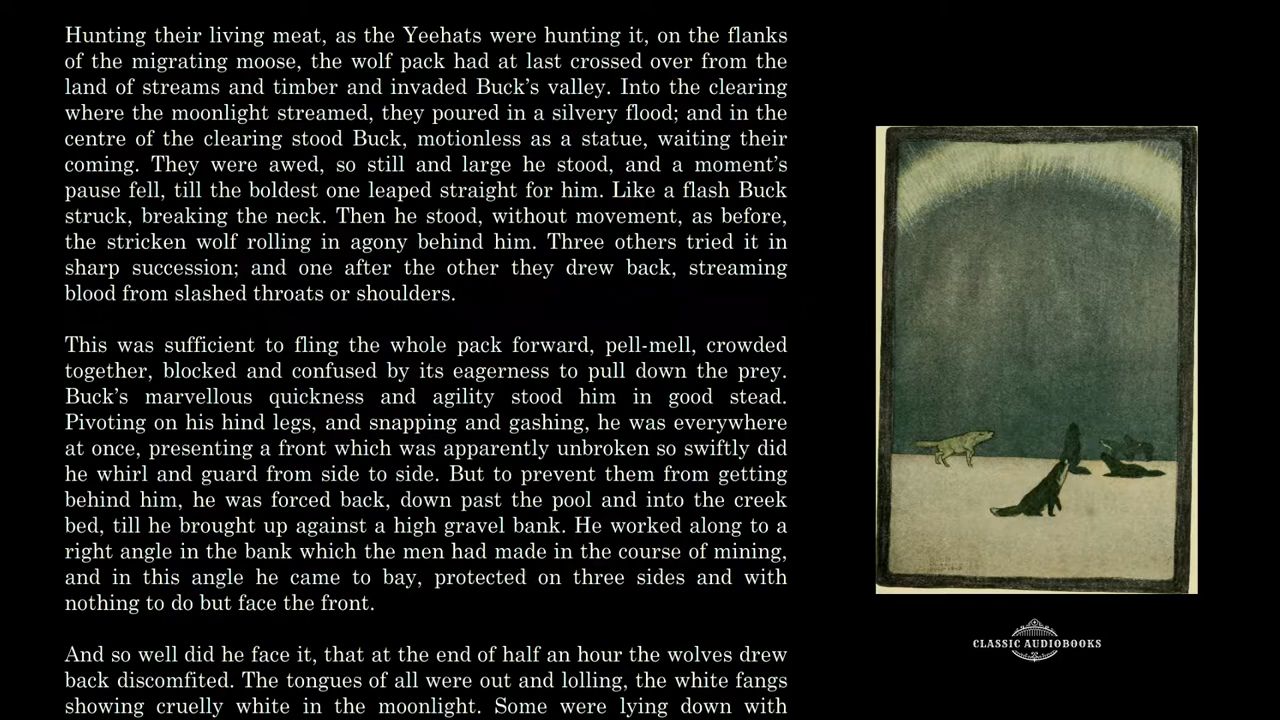 Hunting their living meat, as the Yeehats were hunting it, on the flanks
of the migrating moose, the wolf pack had at last crossed over from the
land of streams and timber and invaded Buck’s valley. Into the clearing
where the moonlight streamed, they poured in a silvery flood; and in the
centre of the clearing stood Buck, motionless as a statue, waiting their
coming. They were awed, so still and large he stood, and a moment’s
pause fell, till the boldest one leaped straight for him. Like a flash Buck
struck, breaking the neck. Then he stood, without movement, as before,
the stricken wolf rolling in agony behind him. Three others tried it in
sharp succession; and one after the other they drew back, streaming
blood from slashed throats or shoulders.
This was sufficient to fling the whole pack forward, pell-mell, crowded
together, blocked and confused by its eagerness to pull down the prey.
Buck’s marvellous quickness and agility stood him in good stead.
Pivoting on his hind legs, and snapping and gashing, he was everywhere
at once, presenting a front which was apparently unbroken so swiftly did
he whirl and guard from side to side. But to prevent them from getting
behind him, he was forced back, down past the pool and into the creek
bed, till he brought up against a high gravel bank. He worked along to a
right angle in the bank which the men had made in the course of mining,
and in this angle he came to bay, protected on three sides and with
nothing to do but face the front.
And so well did he face it, that at the end of half an hour the wolves drew
back discomfited. The tongues of all were out and lolling, the white fangs
showing cruelly white in the moonlight. Some were lying down with
CLASSIC AUDIOBOOKS